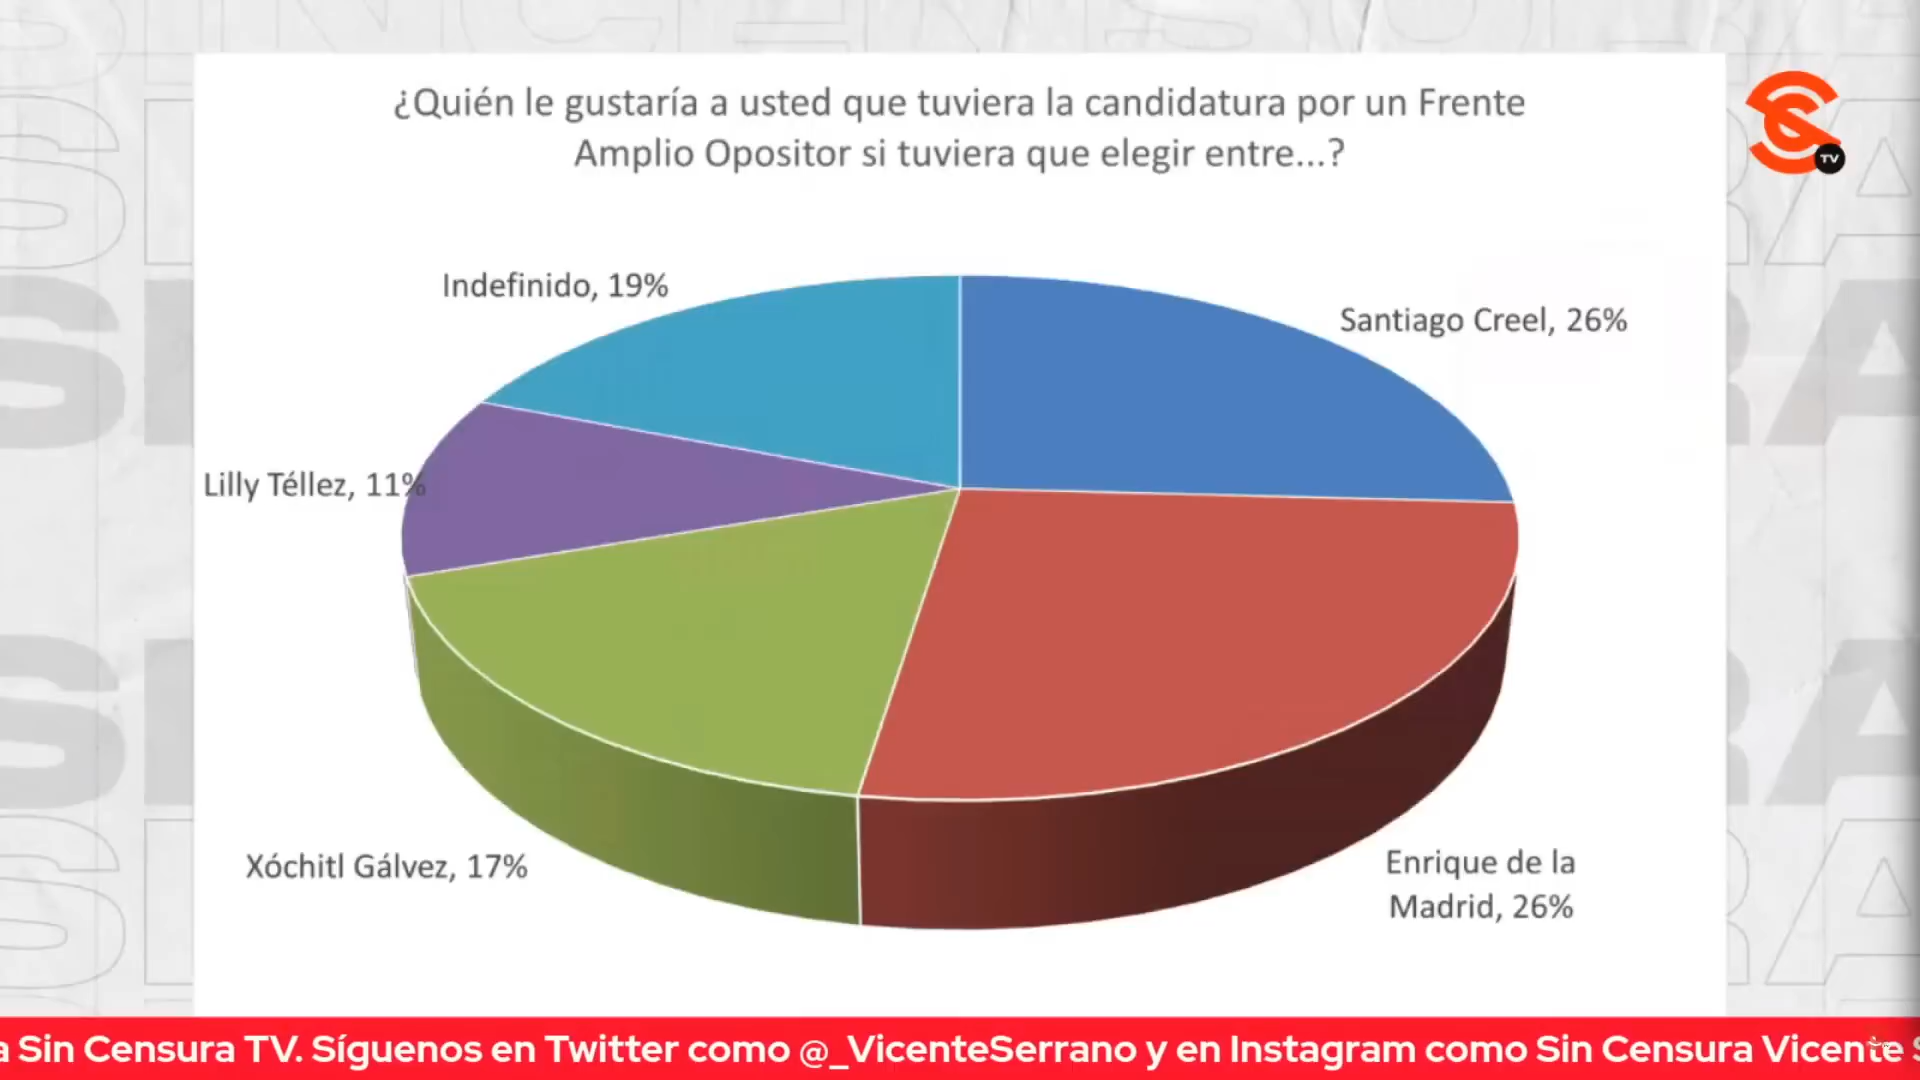 ¿Quién le gustaría a usted que tuviera la candidatura por un Frente
Amplio Opositor si tuviera que elegir entre...?
TV
Indefinido, 19%
Santiago Creel, 26%
Lilly Téllez, 11%
Xóchitl Gálvez, 17%
Enrique de la
Madrid, 26%
a Sin Censura TV. Síguenos en Twitter como @_VicenteSerrano y en Instagram como Sin Censura Vicente S